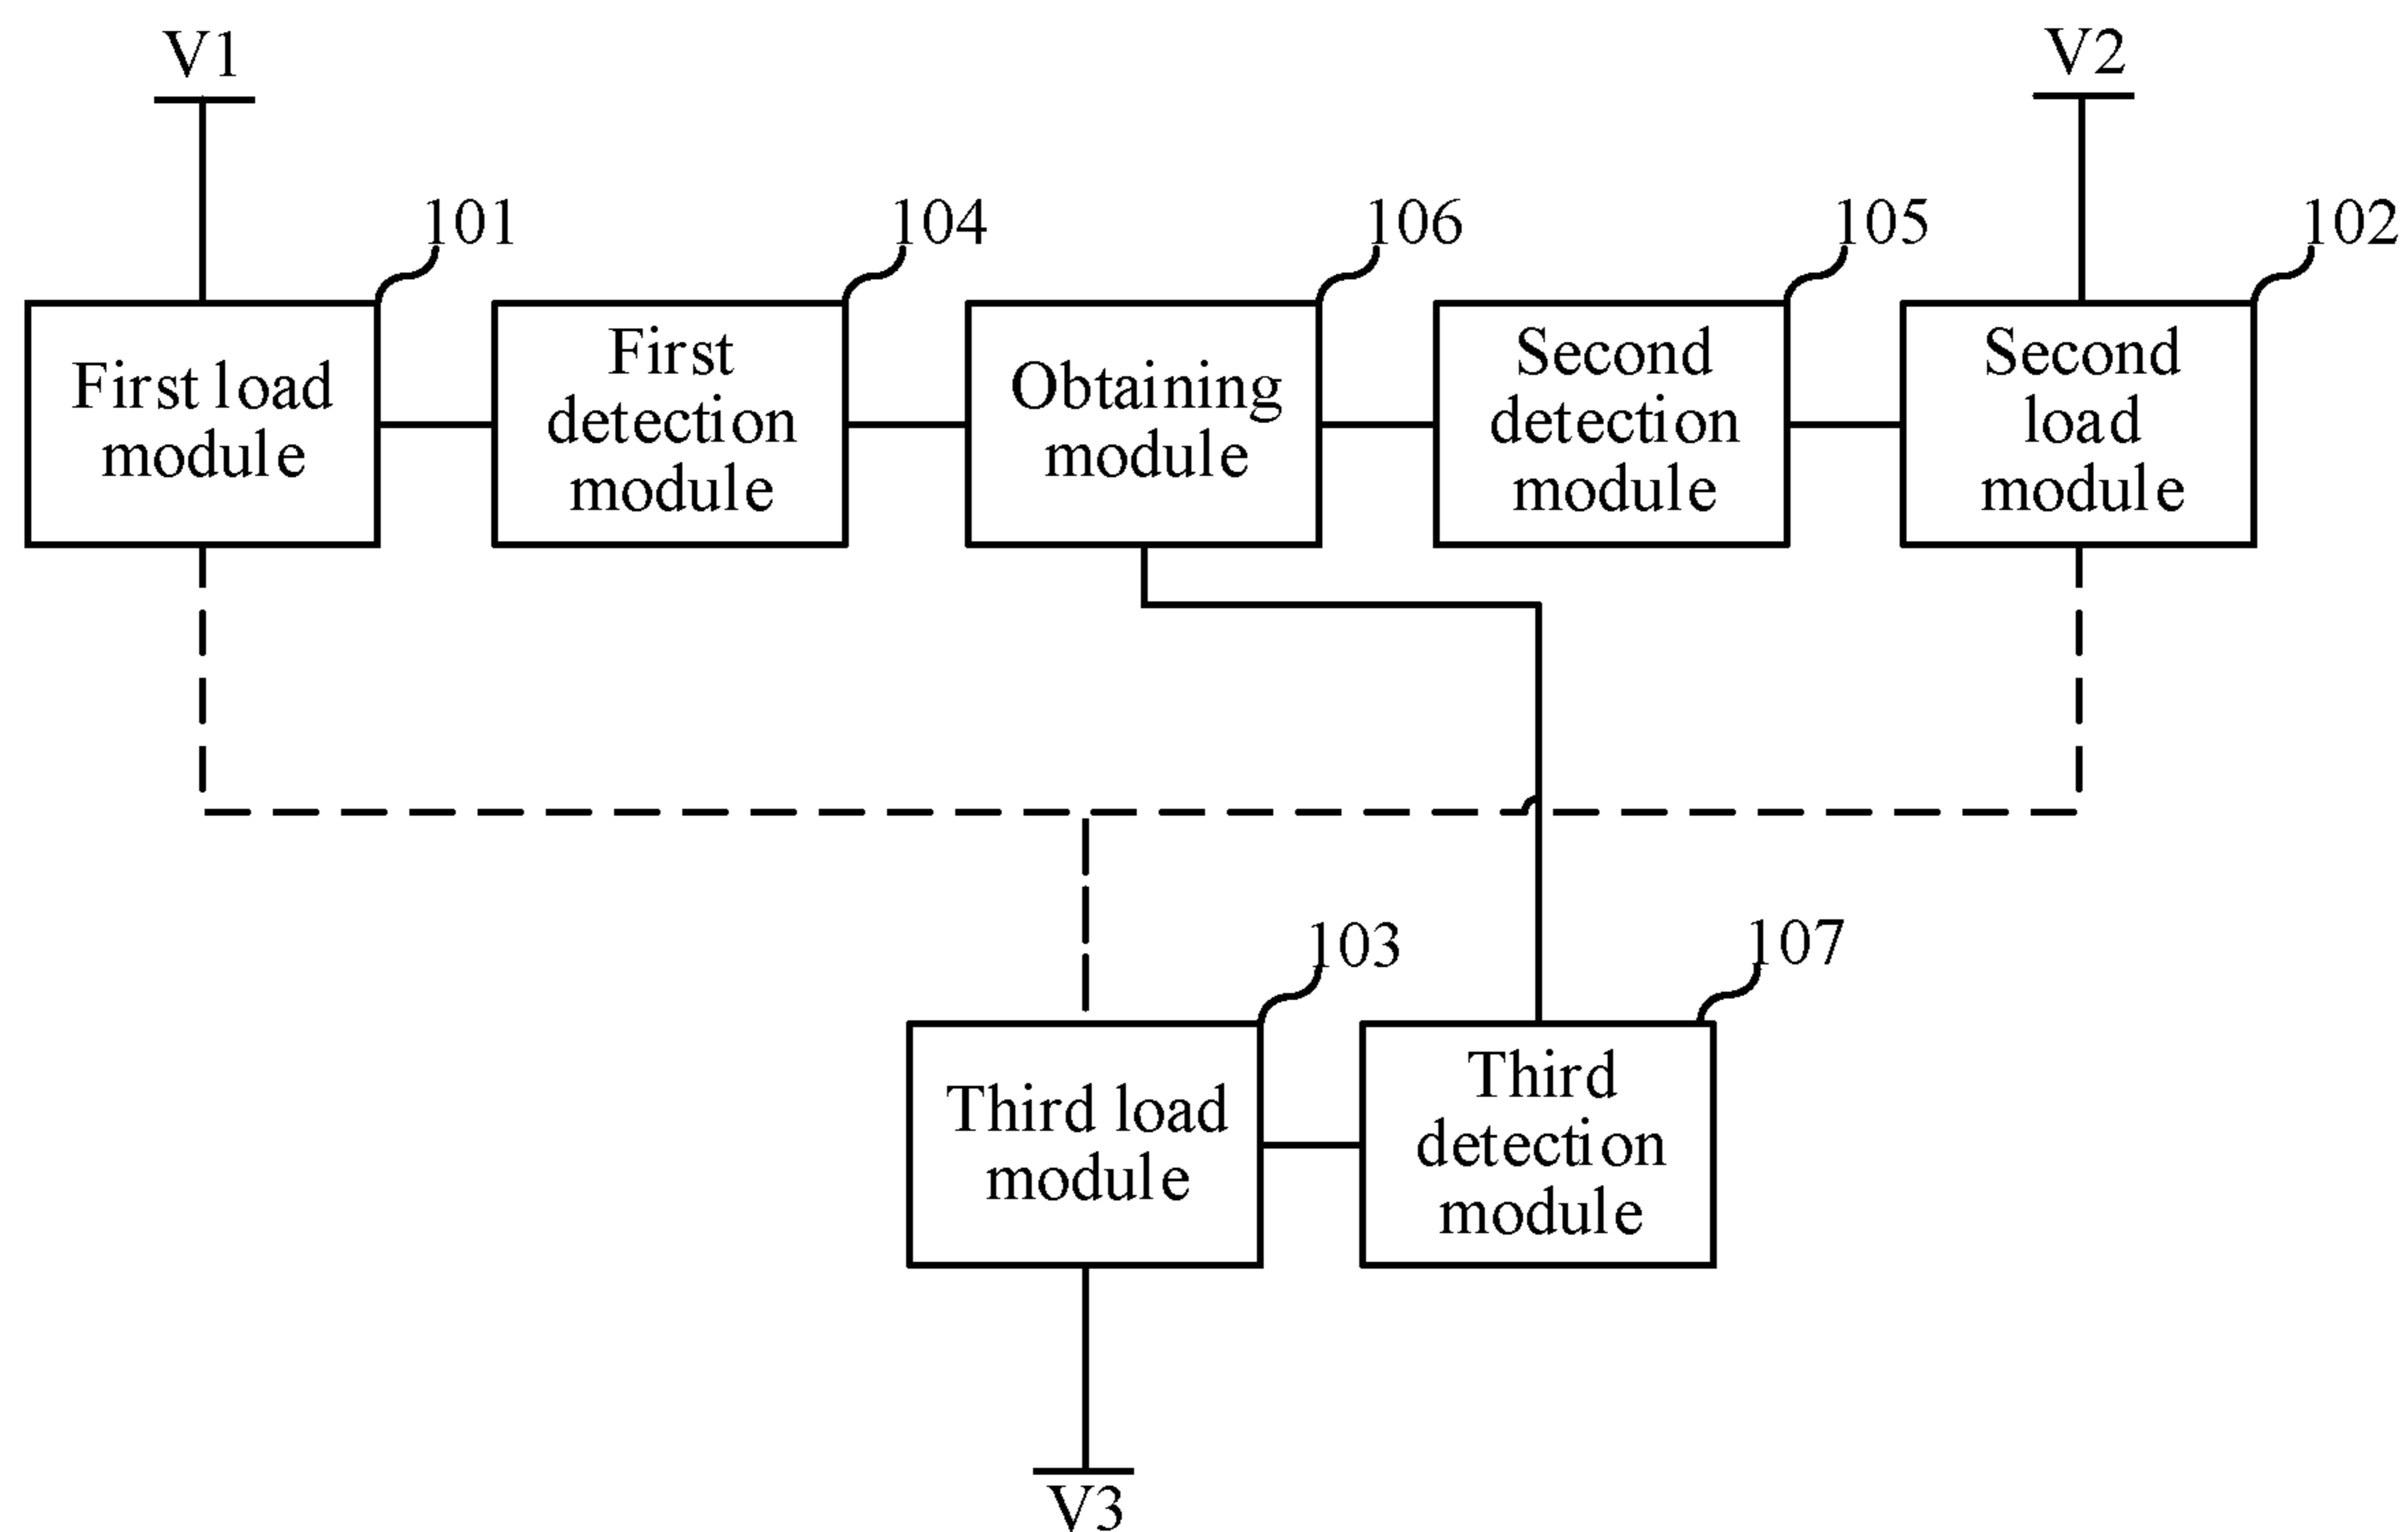 V1
V2
101
104
106
105
102
First load
module
First
detection
module
Obtaining
module
Second
detection
module
Second
load
module
103
107
Third load
module
Third
detection
module
V3